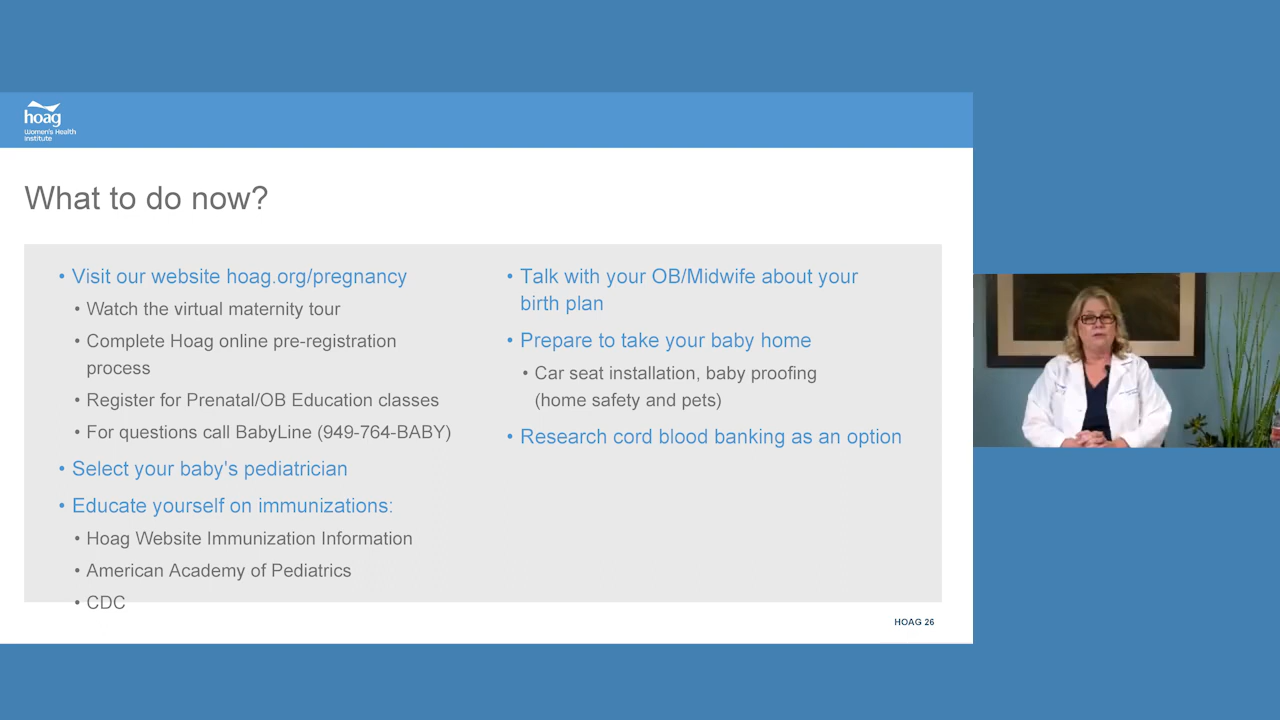 hoag
Women's Health
Institute
What to do now?
• Visit our website hoag.org/pregnancy
• Watch the virtual maternity tour
• Complete Hoag online pre-registration
process
• Register for Prenatal/OB Education classes
• For questions call BabyLine (949-764-BABY)
• Select your baby's pediatrician
• Educate yourself on immunizations:
• Hoag Website Immunization Information
• American Academy of Pediatrics
• CDC
• Talk with your OB/Midwife about your
birth plan
• Prepare to take your baby home
• Car seat installation, baby proofing
(home safety and pets)
• Research cord blood banking as an option
HOAG 26